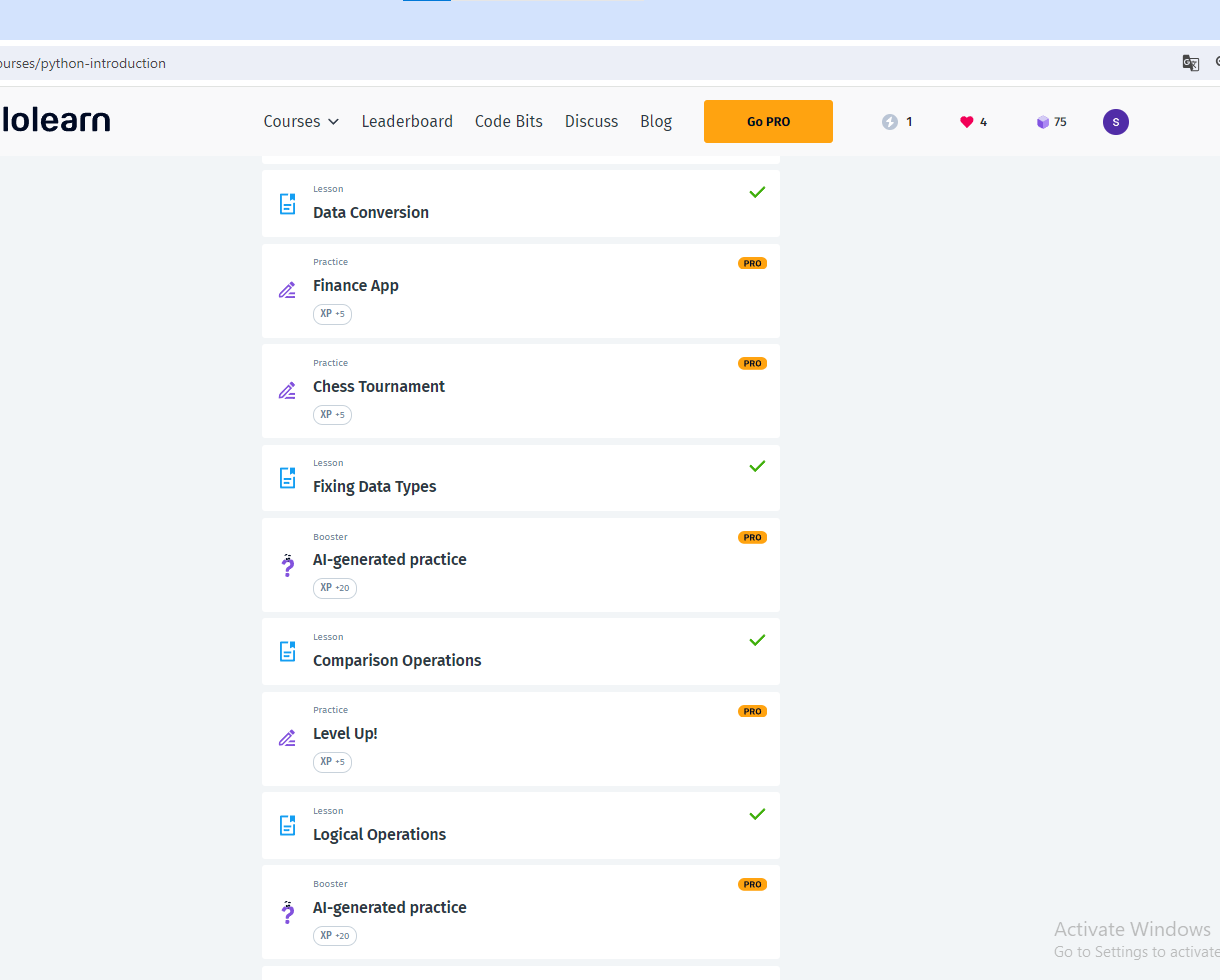 ourses/python-introduction
lolearn
Courses Leaderboard Code Bits Discuss Blog Go PRO 1 4 75 S
Lesson
Data Conversion
Practice PRO
Finance App
XP +5
Practice PRO
Chess Tournament
XP +5
Lesson
Fixing Data Types
Booster PRO
AI-generated practice
XP +20
Lesson
Comparison Operations
Practice PRO
Level Up!
XP +5
Lesson
Logical Operations
Booster PRO
AI-generated practice
XP +20
Activate Windows
Go to Settings to activate